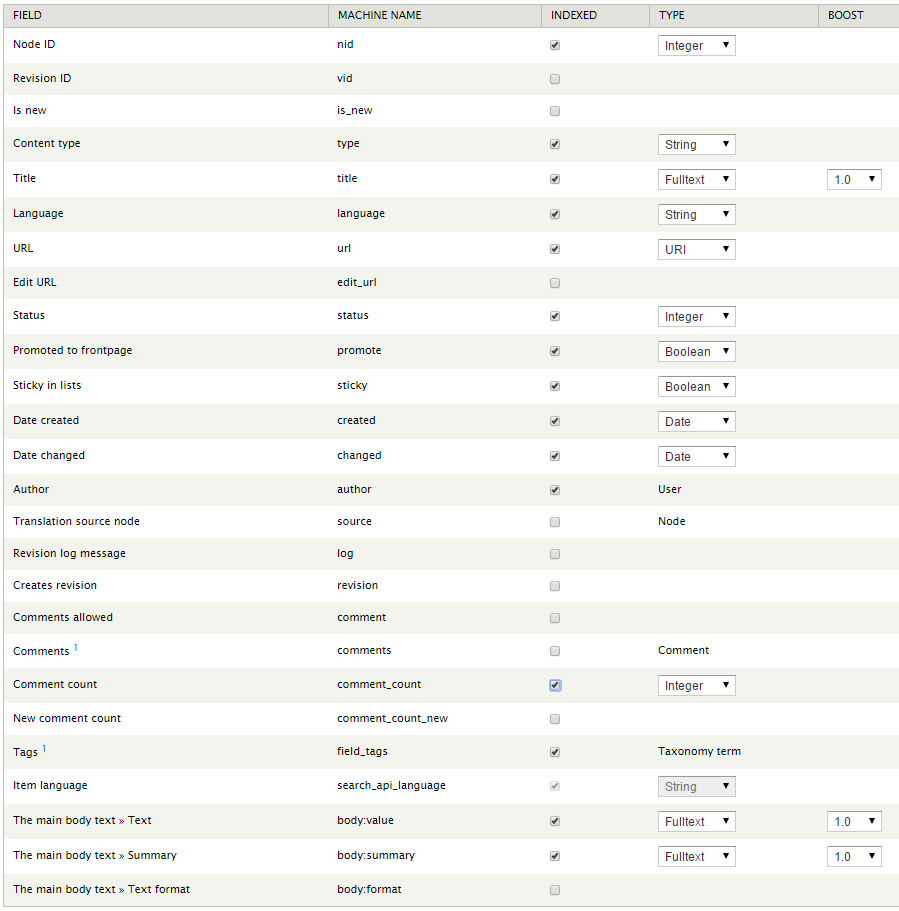 FIELD MACHINE NAME INDEXED TYPE BOOST
Node ID nid Integer
Revision ID vid
Is new is_new
Content type type String
Title title Fulltext 1.0
Language language String
URL url URI
Edit URL edit_url
Status status Integer
Promoted to frontpage promote Boolean
Sticky in lists sticky Boolean
Date created created Date
Date changed changed Date
Author author User
Translation source node source Node
Revision log message log
Creates revision revision
Comments allowed comment
Comments 1 comments Comment
Comment count comment_count Integer
New comment count comment_count_new
Tags 1 field_tags Taxonomy term
Item language search_api_language String
The main body text » Text body:value Fulltext 1.0
The main body text » Summary body:summary Fulltext 1.0
The main body text » Text format body:format